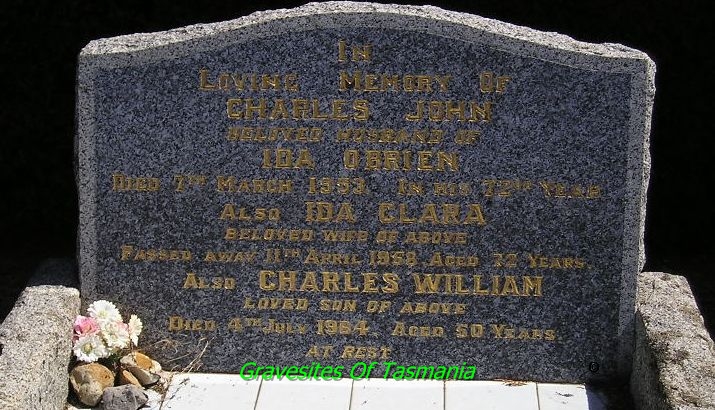 In
Loving Memory Of
CHARLES JOHN
BELOVED HUSBAND OF
IDA OBRIEN
Died 7th March 1953 In his 72nd Year
Also IDA CLARA
BELOVED WIFE OF ABOVE
Passed away 11th April 1958 Aged Years.
Also CHARLES WILLIAM
LOVED SON OF ABOVE
Died 4th July 1964 Aged 50 Years.
AT REST
Gravesites Of Tasmania